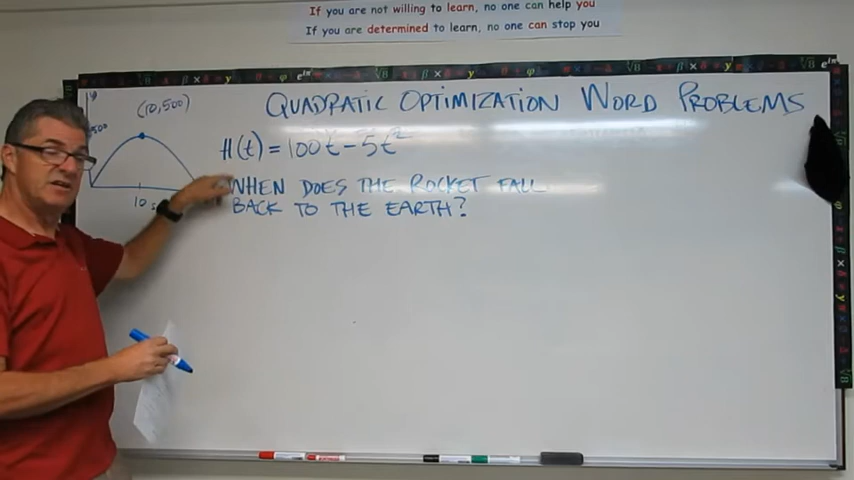 If you are not willing to learn, no one can help you
If you are determined to learn, no one can stop you
QUADRATIC OPTIMIZATION WORD PROBLEMS
(10,500)
H(t) = 100t - 5t²
WHEN DOES THE ROCKET FALL
BACK TO THE EARTH?
10